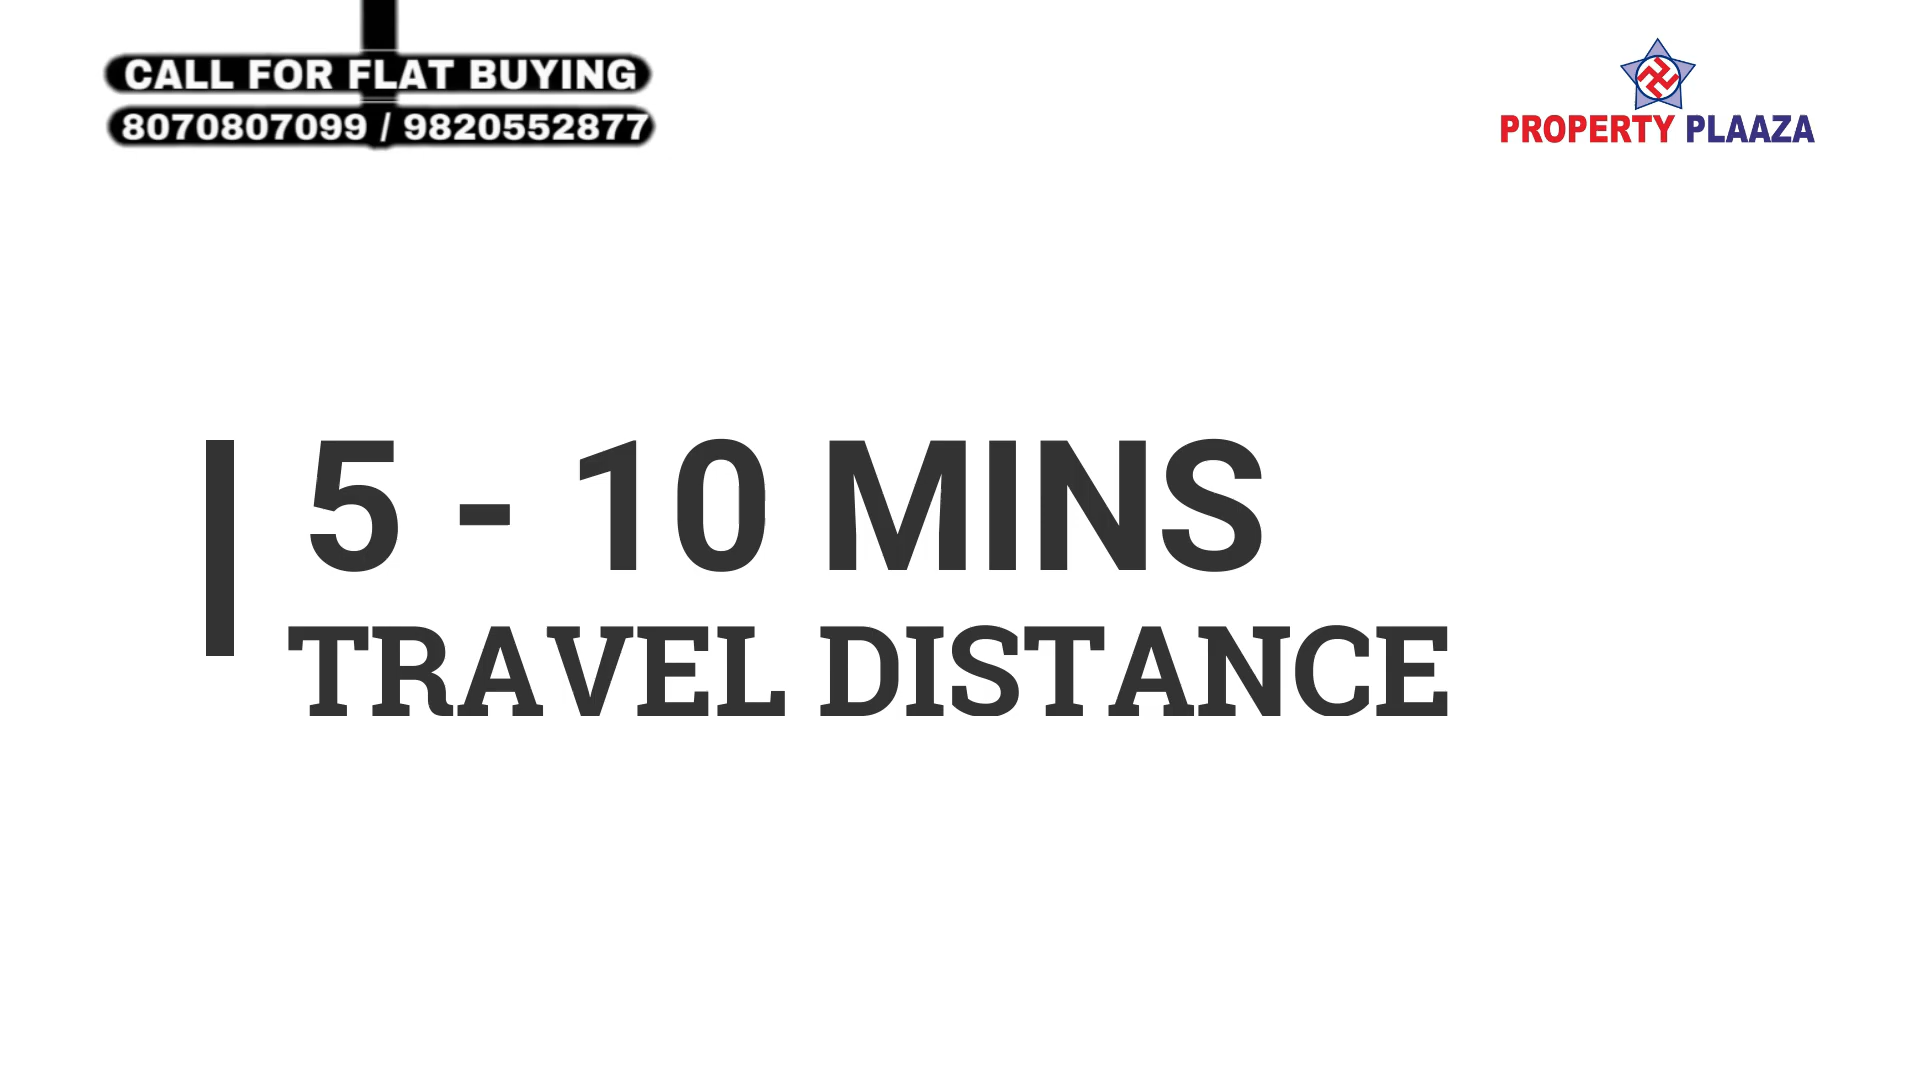 CALL FOR FLAT BUYING
8070807099 / 9820552877
PROPERTY PLAAZA
5 - 10 MINS
TRAVEL DISTANCE